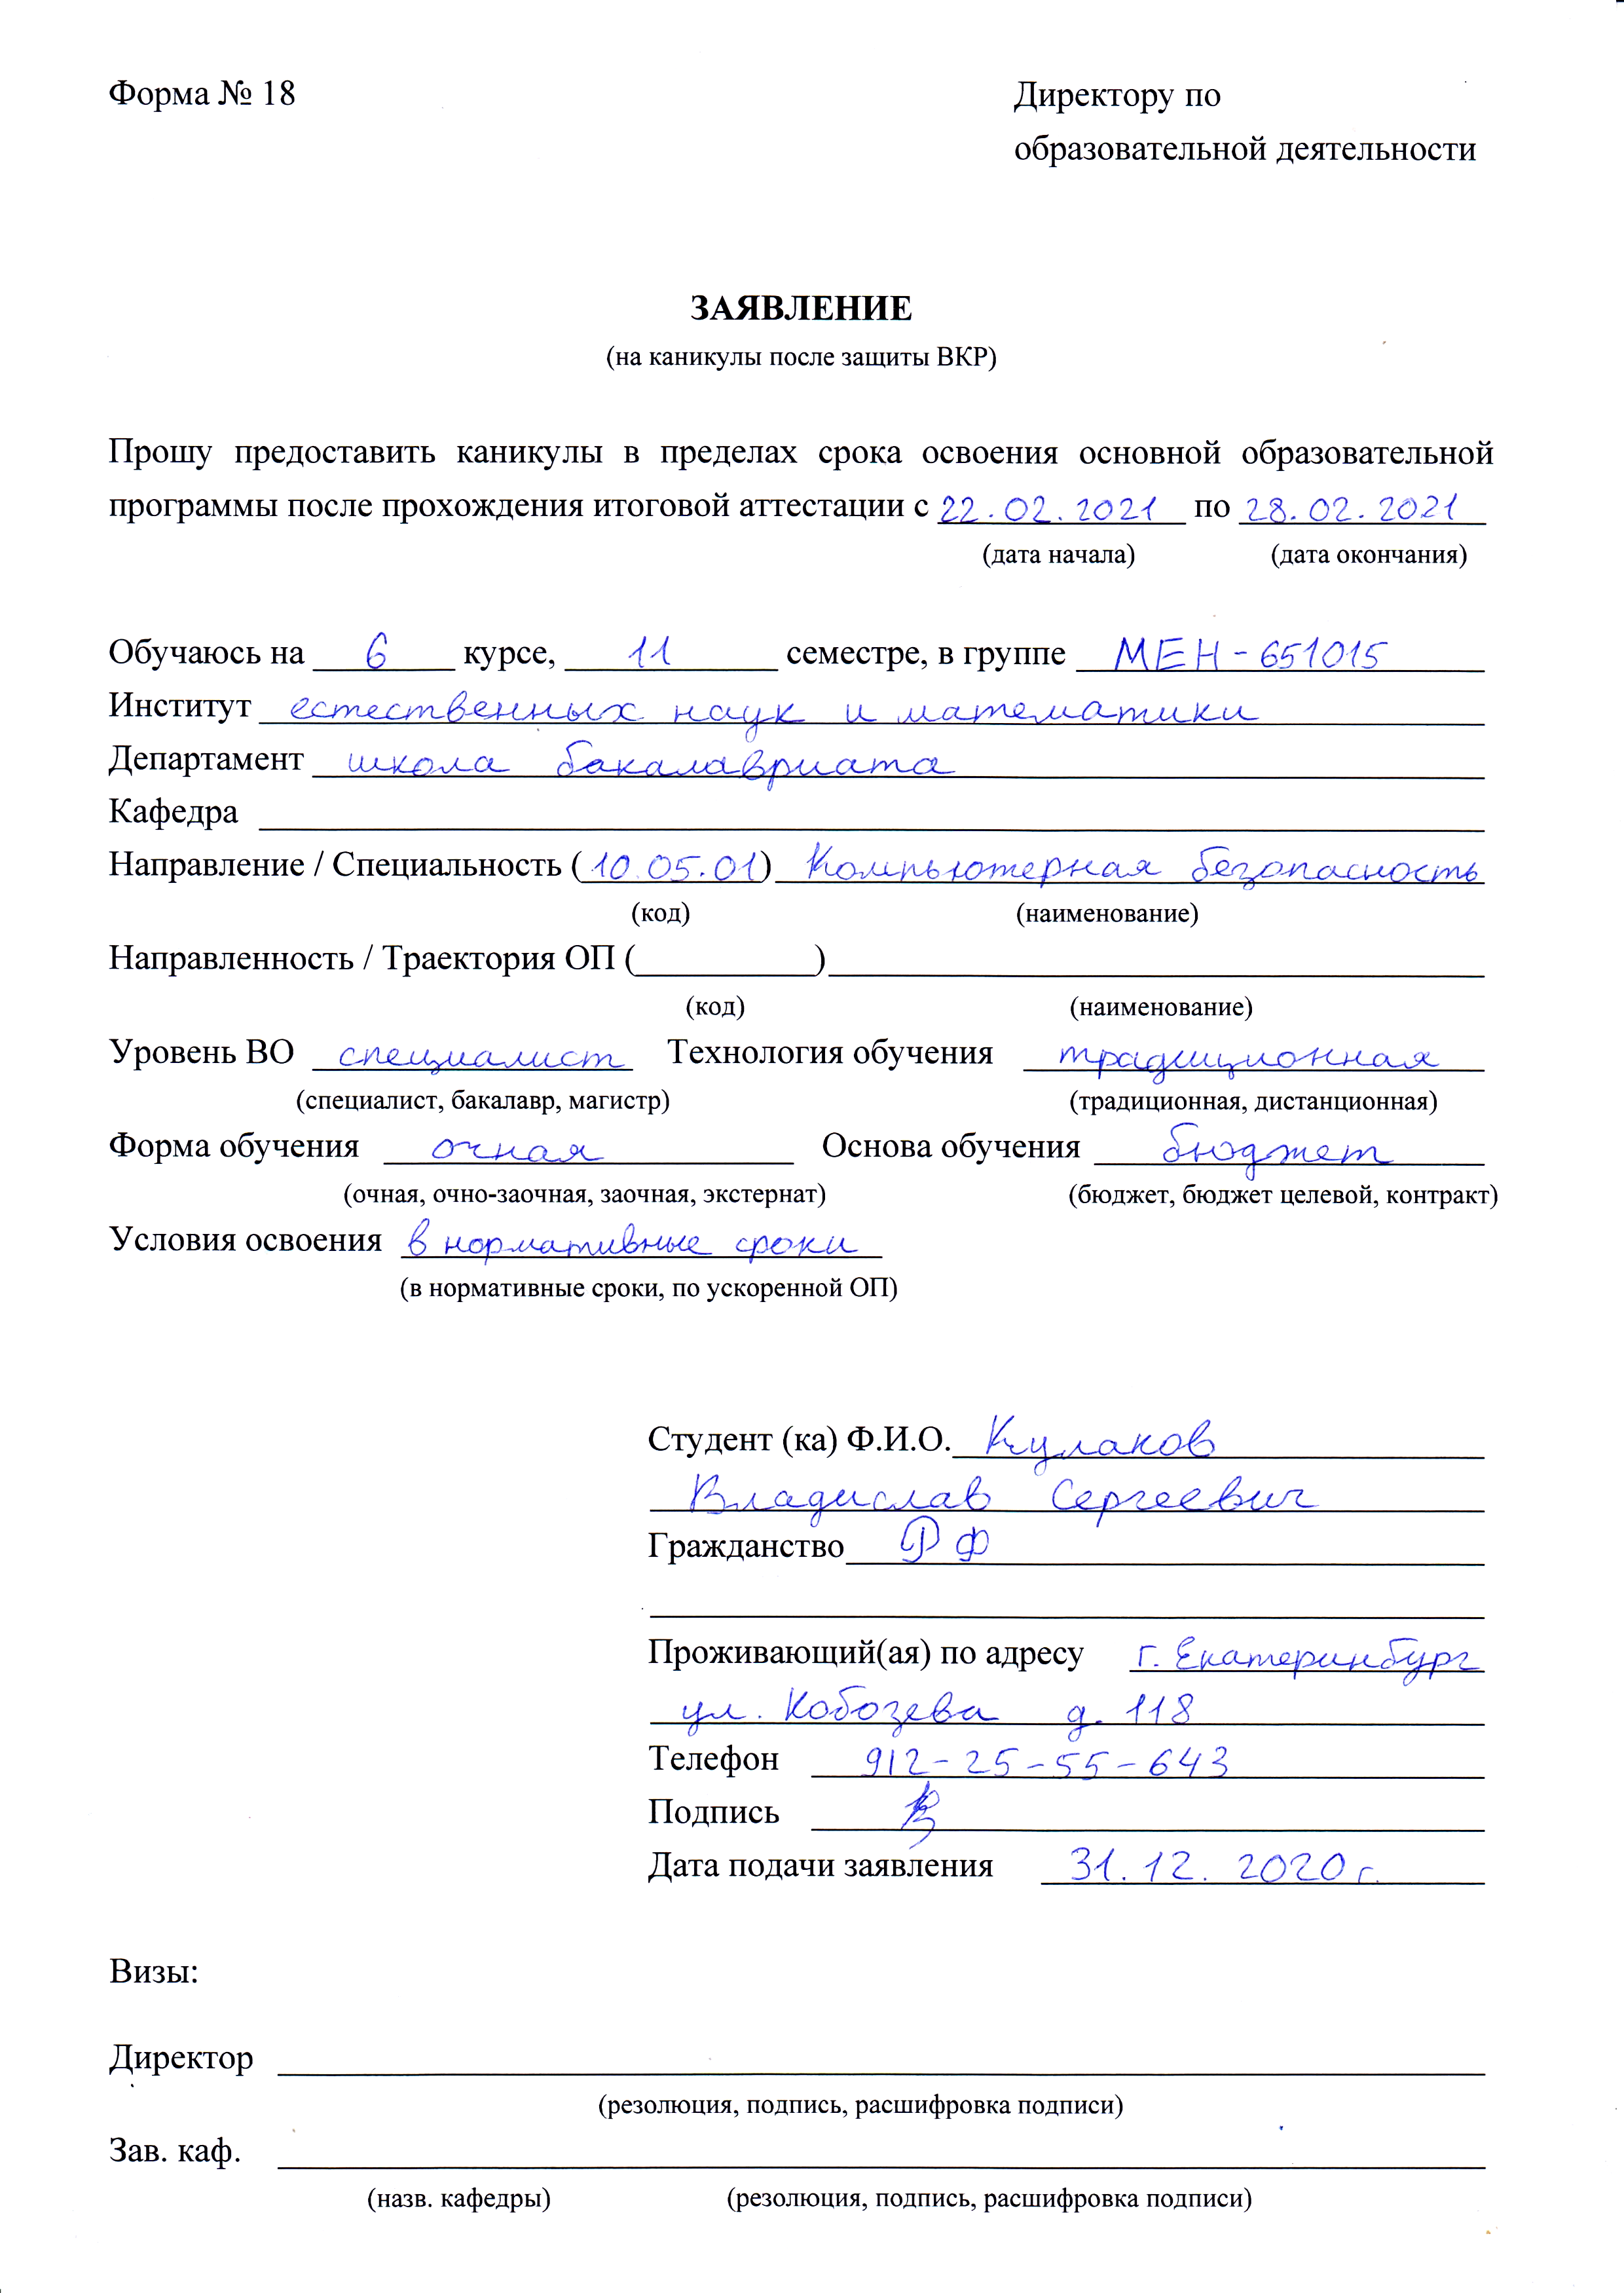 Форма № 18
Директору по
образовательной деятельности
ЗАЯВЛЕНИЕ
(на каникулы после защиты ВКР)
Прошу предоставить каникулы в пределах срока освоения основной образовательной
программы после прохождения итоговой аттестации с 22.02.2021 по 28.02.2021
(дата начала) (дата окончания)
Обучаюсь на 6 курсе, 11 семестре, в группе МЕН-651015
Институт естественных наук и математики
Департамент школа бакалавриата
Кафедра
Направление / Специальность (10.05.01) Компьютерная безопасность
(код) (наименование)
Направленность / Траектория ОП ( )
(код) (наименование)
Уровень ВО специалист Технология обучения традиционная
(специалист, бакалавр, магистр) (традиционная, дистанционная)
Форма обучения очная Основа обучения бюджет
(очная, очно-заочная, заочная, экстернат) (бюджет, бюджет целевой, контракт)
Условия освоения в нормативные сроки
(в нормативные сроки, по ускоренной ОП)
Студент (ка) Ф.И.О. Кулаков
Владислав Сергеевич
Гражданство РФ
Проживающий(ая) по адресу г. Екатеринбург
ул. Кобозева д. 118
Телефон 912-25-55-643
Подпись
Дата подачи заявления 31.12. 2020 г.
Визы:
Директор
(резолюция, подпись, расшифровка подписи)
Зав. каф.
(назв. кафедры) (резолюция, подпись, расшифровка подписи)